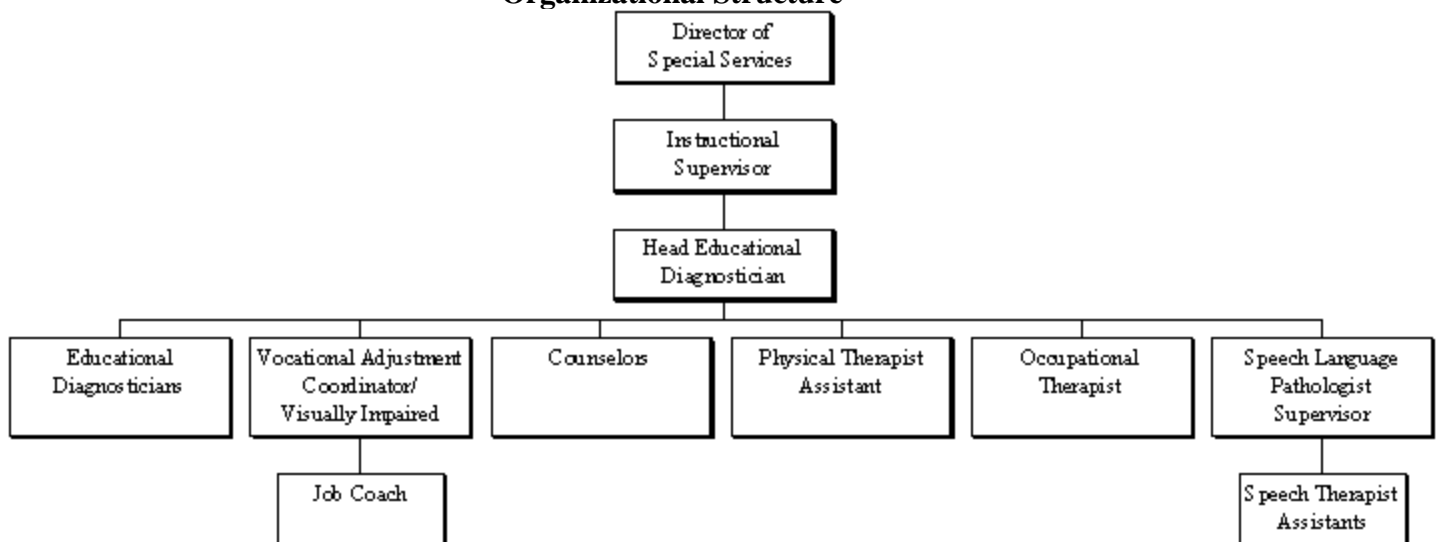 Organizational Structure
Director of
Special Services
Instructional
Supervisor
Head Educational
Diagnostician
Educational
Diagnosticians
Vocational Adjustment
Coordinator/
Visually Impaired
Counselors
Physical Therapist
Assistant
Occupational
Therapist
Speech Language
Pathologist
Supervisor
Job Coach
Speech Therapist
Assistants